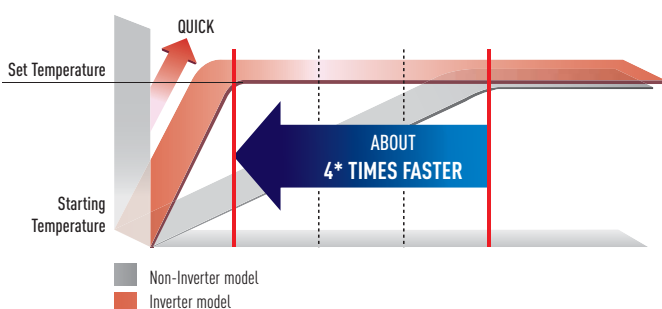 QUICK
Set Temperature
ABOUT
4* TIMES FASTER
Starting
Temperature
Non-Inverter model
Inverter model